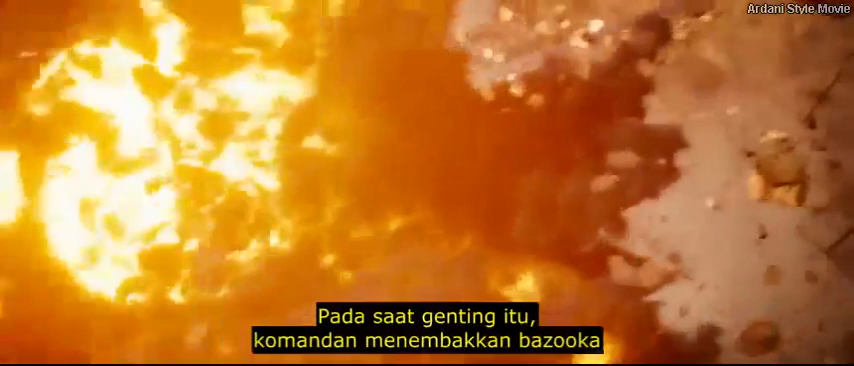 Ardani Style Movie
Pada saat genting itu,
komandan menembakkan bazooka